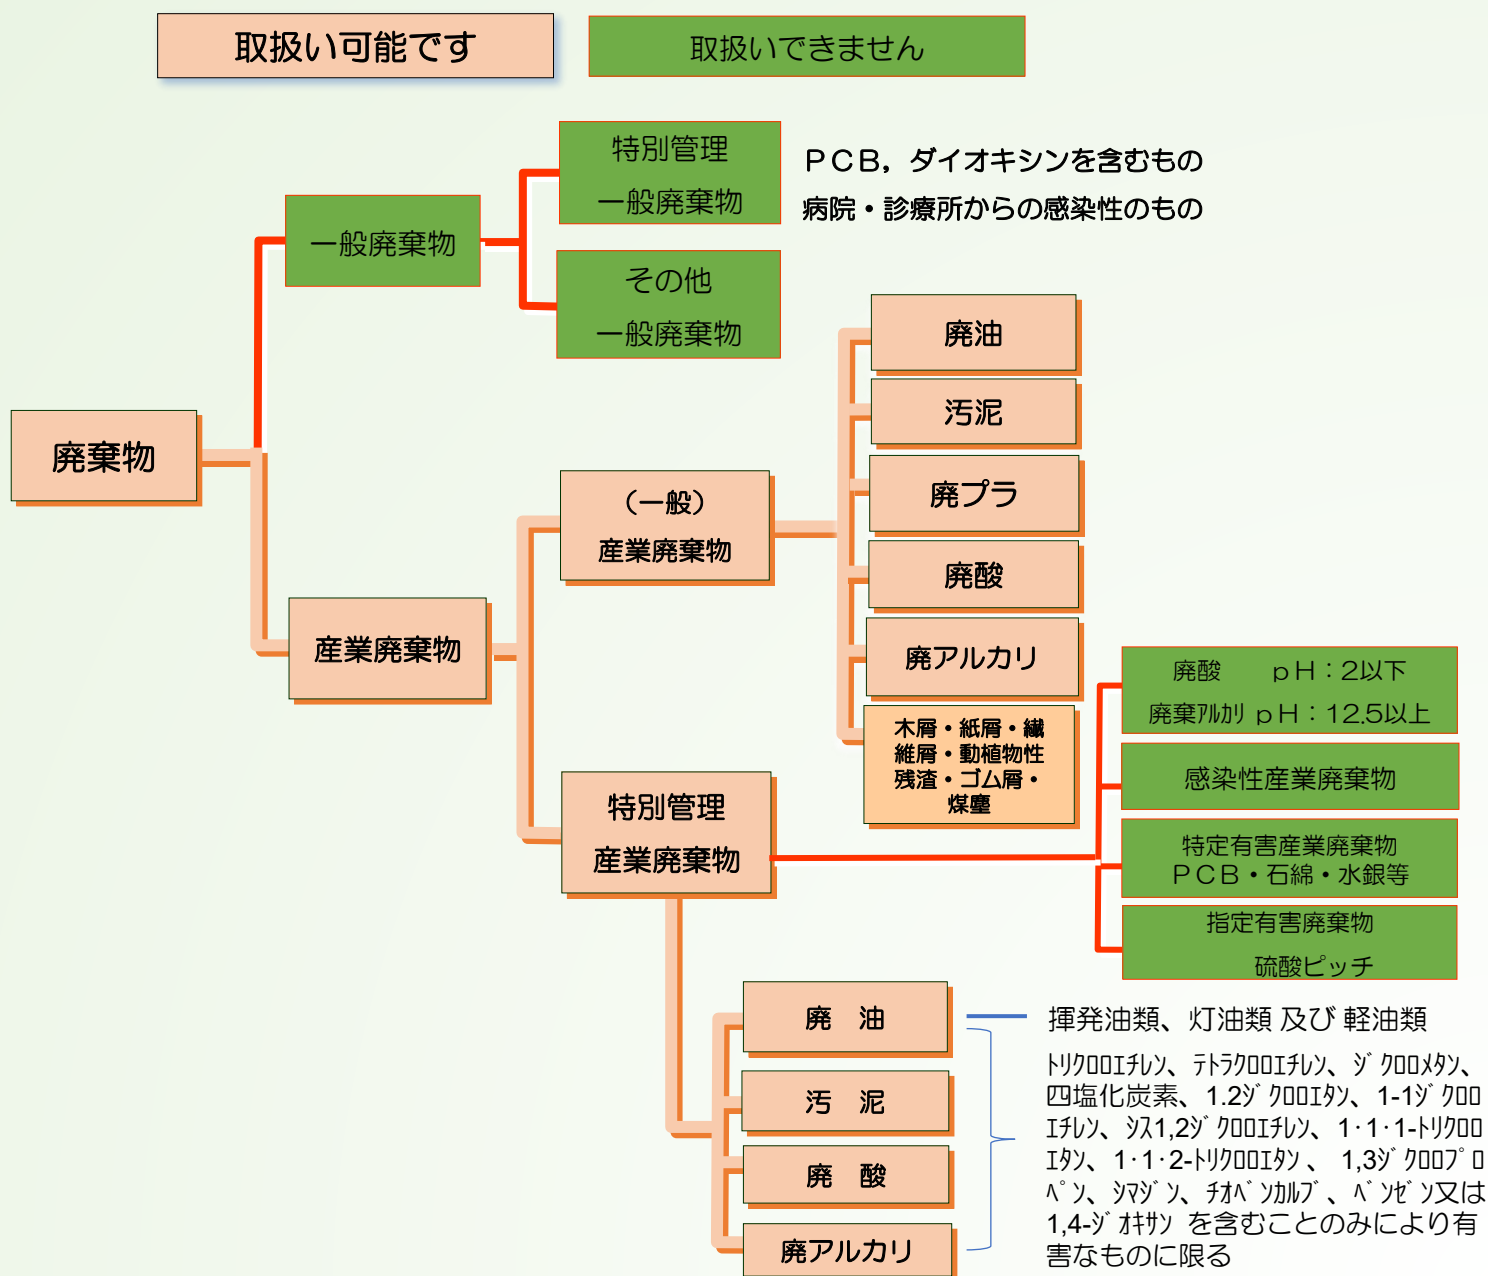 取扱い可能です
取扱いできません
特別管理
一般廃棄物
ＰＣＢ，ダイオキシンを含むもの
病院・診療所からの感染性のもの
一般廃棄物
その他
一般廃棄物
廃油
汚泥
廃棄物
廃プラ
（一般）
産業廃棄物
廃酸
産業廃棄物
廃アルカリ
木屑・紙屑・繊
維屑・動植物性
残渣・ゴム屑・
煤塵
廃酸　　ｐＨ：２以下
廃棄ｱﾙｶﾘ ｐＨ：12.5以上
感染性産業廃棄物
特別管理
産業廃棄物
特定有害産業廃棄物
ＰＣＢ・石綿・水銀等
指定有害廃棄物
硫酸ピッチ
廃　油
揮発油類、灯油類 及び 軽油類
汚　泥
廃　酸
廃アルカリ
ﾄﾘｸﾛﾛｴﾁﾚﾝ、ﾃﾄﾗｸﾛﾛｴﾁﾚﾝ、ｼﾞｸﾛﾛﾒﾀﾝ、
四塩化炭素、1.2ｼﾞｸﾛﾛｴﾀﾝ、1-1ｼﾞｸﾛﾛ
ｴﾁﾚﾝ、ｼｽ1,2ｼﾞｸﾛﾛｴﾁﾚﾝ、1･1･1-ﾄﾘｸﾛﾛ
ｴﾀﾝ、1･1･2-ﾄﾘｸﾛﾛｴﾀﾝ 、 1,3ｼﾞｸﾛﾛﾌﾟﾛ
ﾍﾟﾝ、ｼﾏｼﾞﾝ、ﾁｵﾍﾞﾝｶﾙﾌﾞ、ﾍﾞﾝｾﾞﾝ又は
1,4-ｼﾞｵｷｻﾝ を含むことのみにより有
害なものに限る